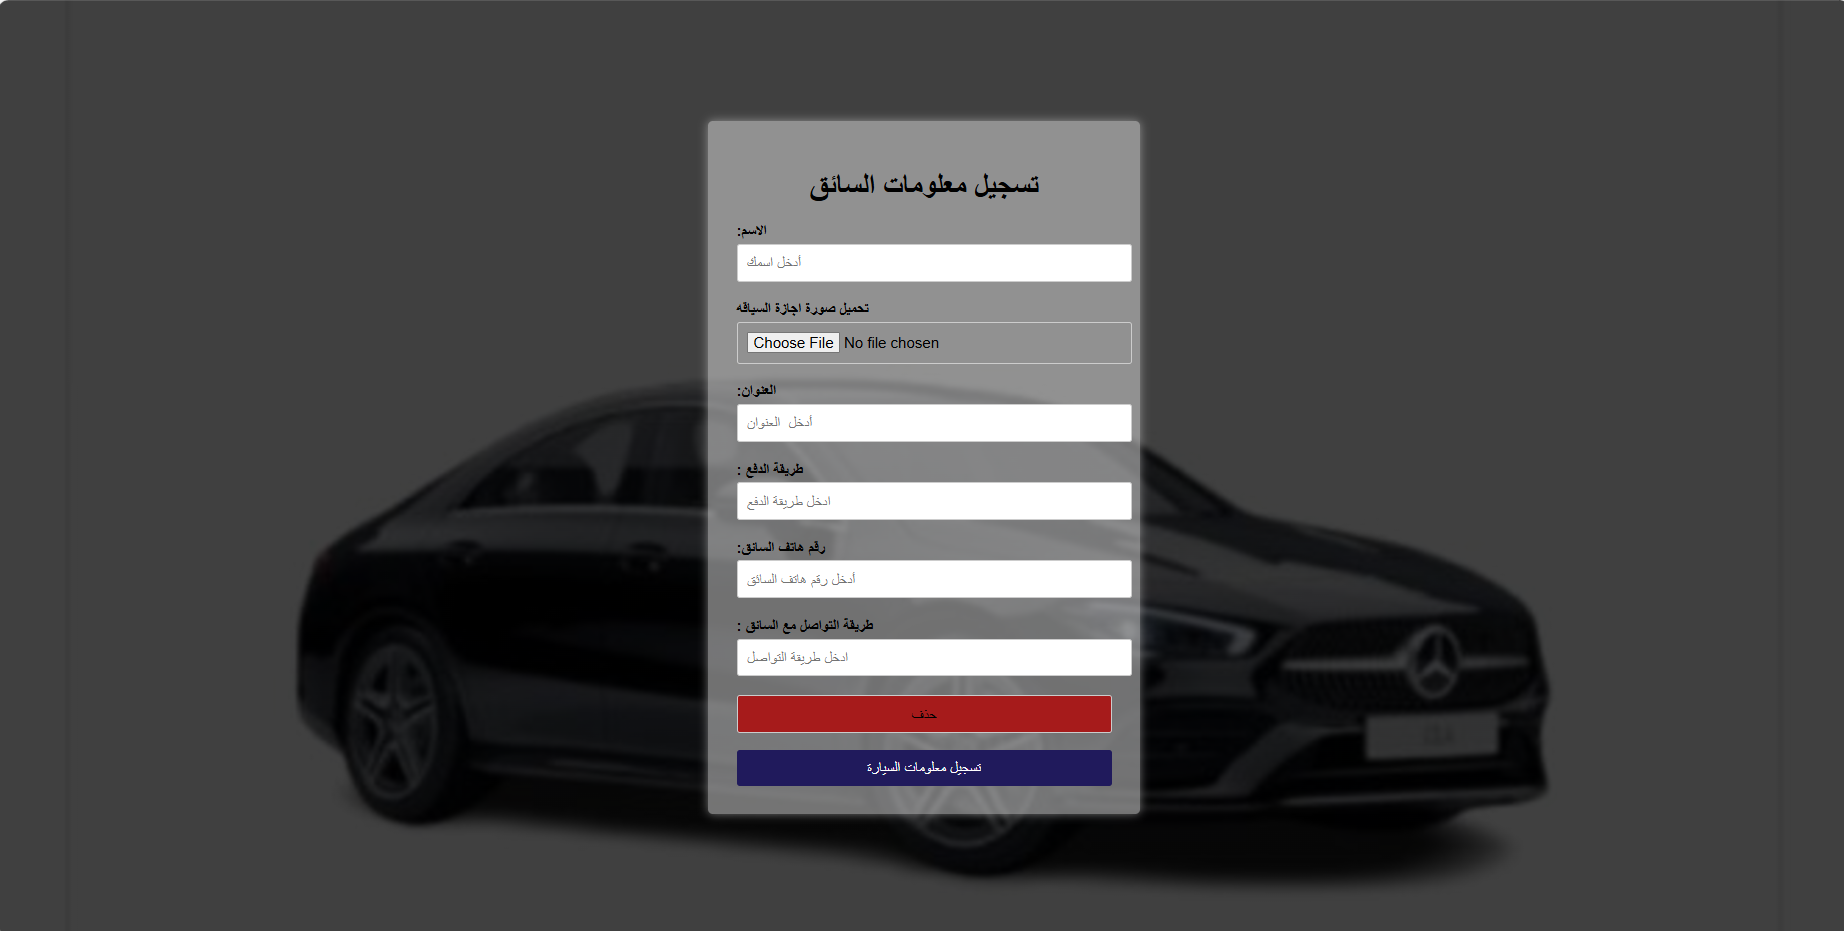 تسجيل معلومات السائق
الاسم:
أدخل اسمك
تحميل صورة اجازة السياقه
Choose File No file chosen
العنوان:
أدخل العنوان
طريقة الدفع :
ادخل طريقة الدفع
رقم هاتف السائق:
أدخل رقم هاتف السائق
طريقة التواصل مع السائق :
ادخل طريقة التواصل
حذف
تسجيل معلومات السيارة